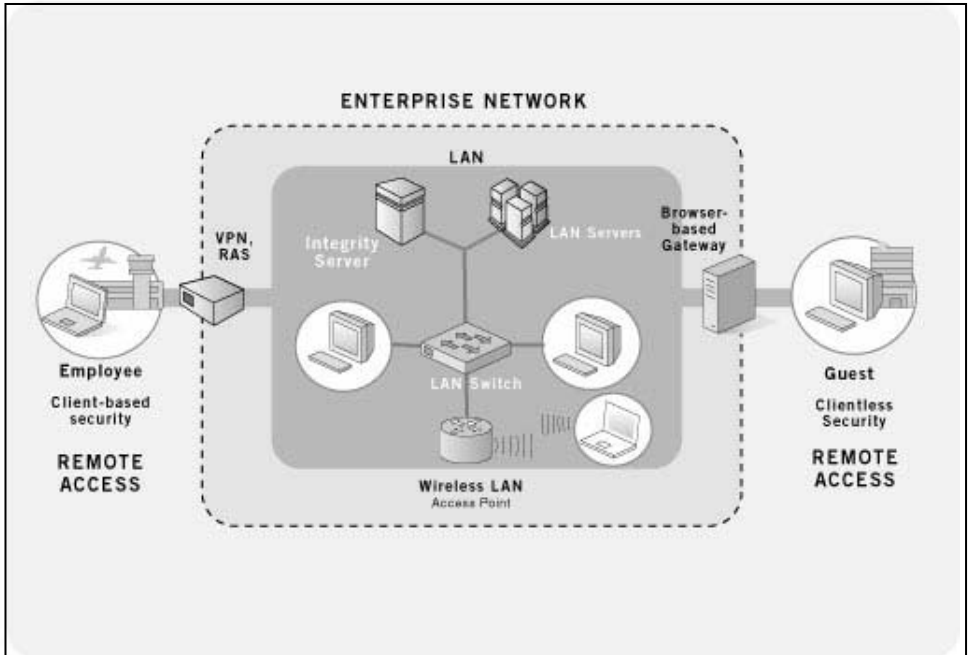 ENTERPRISE NETWORK
LAN
VPN,
RAS
Integrity
Server
LAN Servers
Browser-
based
Gateway
Employee
Client-based
security
REMOTE
ACCESS
LAN Switch
Guest
Clientless
Security
REMOTE
ACCESS
Wireless LAN
Access Point